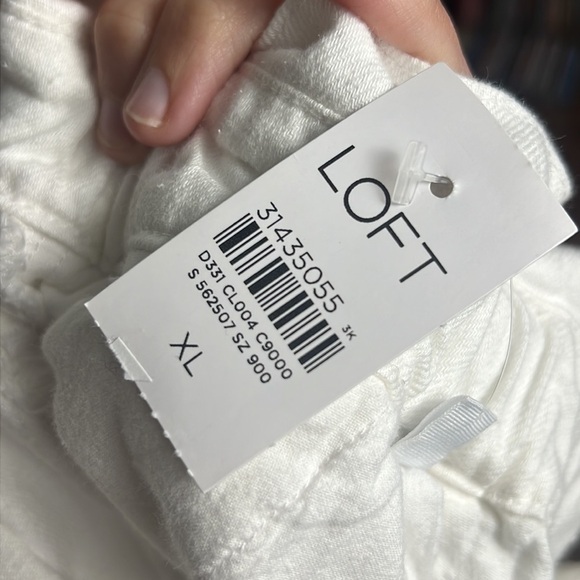 LOFT
31435055
3K
D331 CL004 C9000
S 562507 SZ 900
XL